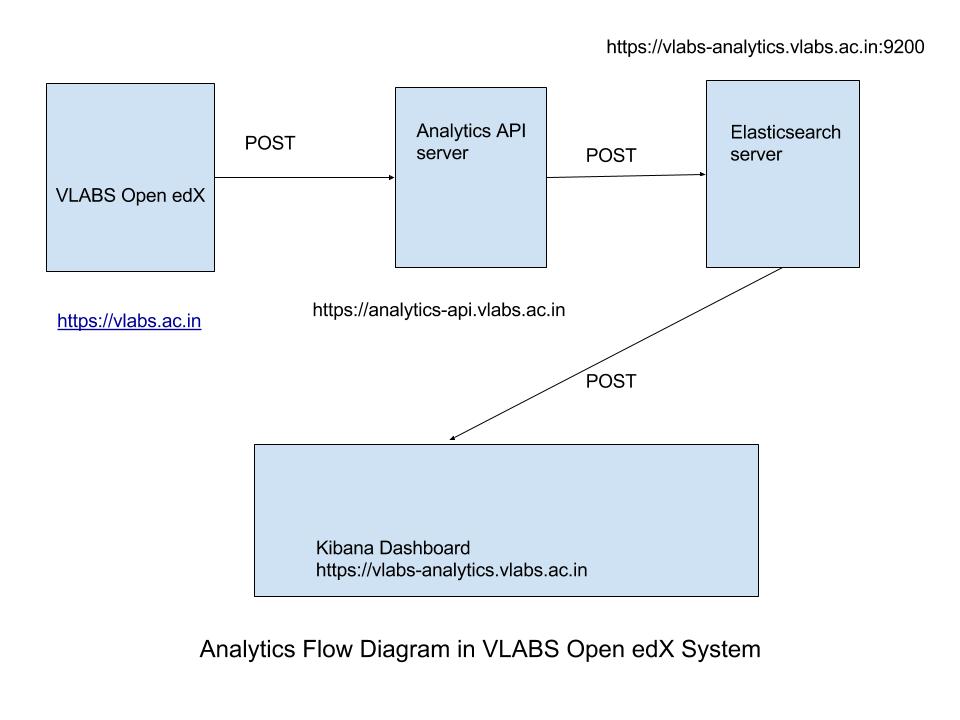 https://vlabs-analytics.vlabs.ac.in:9200
VLABS Open edX
POST
Analytics API
server
POST
Elasticsearch
server
https://vlabs.ac.in
https://analytics-api.vlabs.ac.in
POST
Kibana Dashboard
https://vlabs-analytics.vlabs.ac.in
Analytics Flow Diagram in VLABS Open edX System